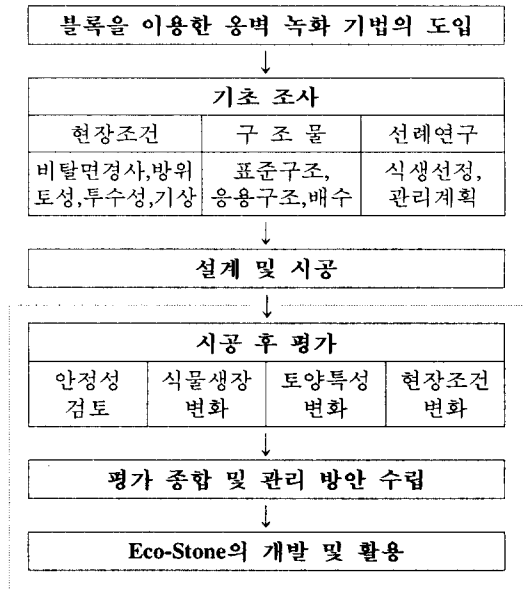 블록을 이용한 옹벽 녹화 기법의 도입
↓
기초 조사
현장조건 구 조 물 선례연구
비탈면경사,방위 표준구조, 식생선정,
토성,투수성,기상 응용구조,배수 관리계획
↓
설계 및 시공
↓
시공 후 평가
안정성 식물생장 토양특성 현장조건
검토 변화 변화 변화
↓
평가 종합 및 관리 방안 수립
↓
Eco-Stone의 개발 및 활용